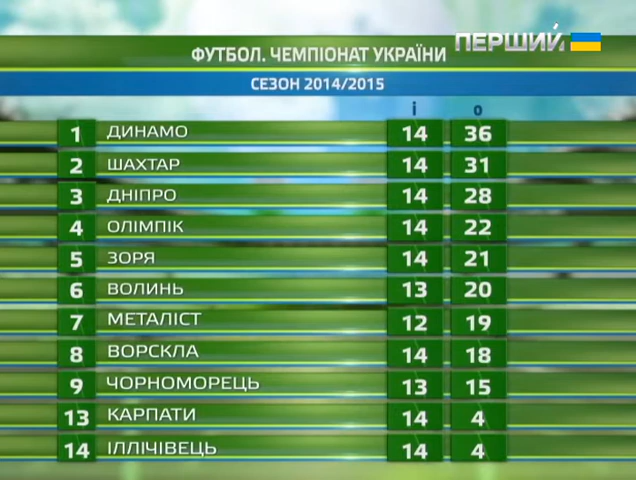 ПЕРШИЙ
ФУТБОЛ. ЧЕМПІОНАТ УКРАЇНИ
СЕЗОН 2014/2015
і о
1 ДИНАМО 14 36
2 ШАХТАР 14 31
3 ДНІПРО 14 28
4 ОЛІМПІК 14 22
5 ЗОРЯ 14 21
6 ВОЛИНЬ 13 20
7 МЕТАЛІСТ 12 19
8 ВОРСКЛА 14 18
9 ЧОРНОМОРЕЦЬ 13 15
13 КАРПАТИ 14 4
14 ІЛЛІЧІВЕЦЬ 14 4